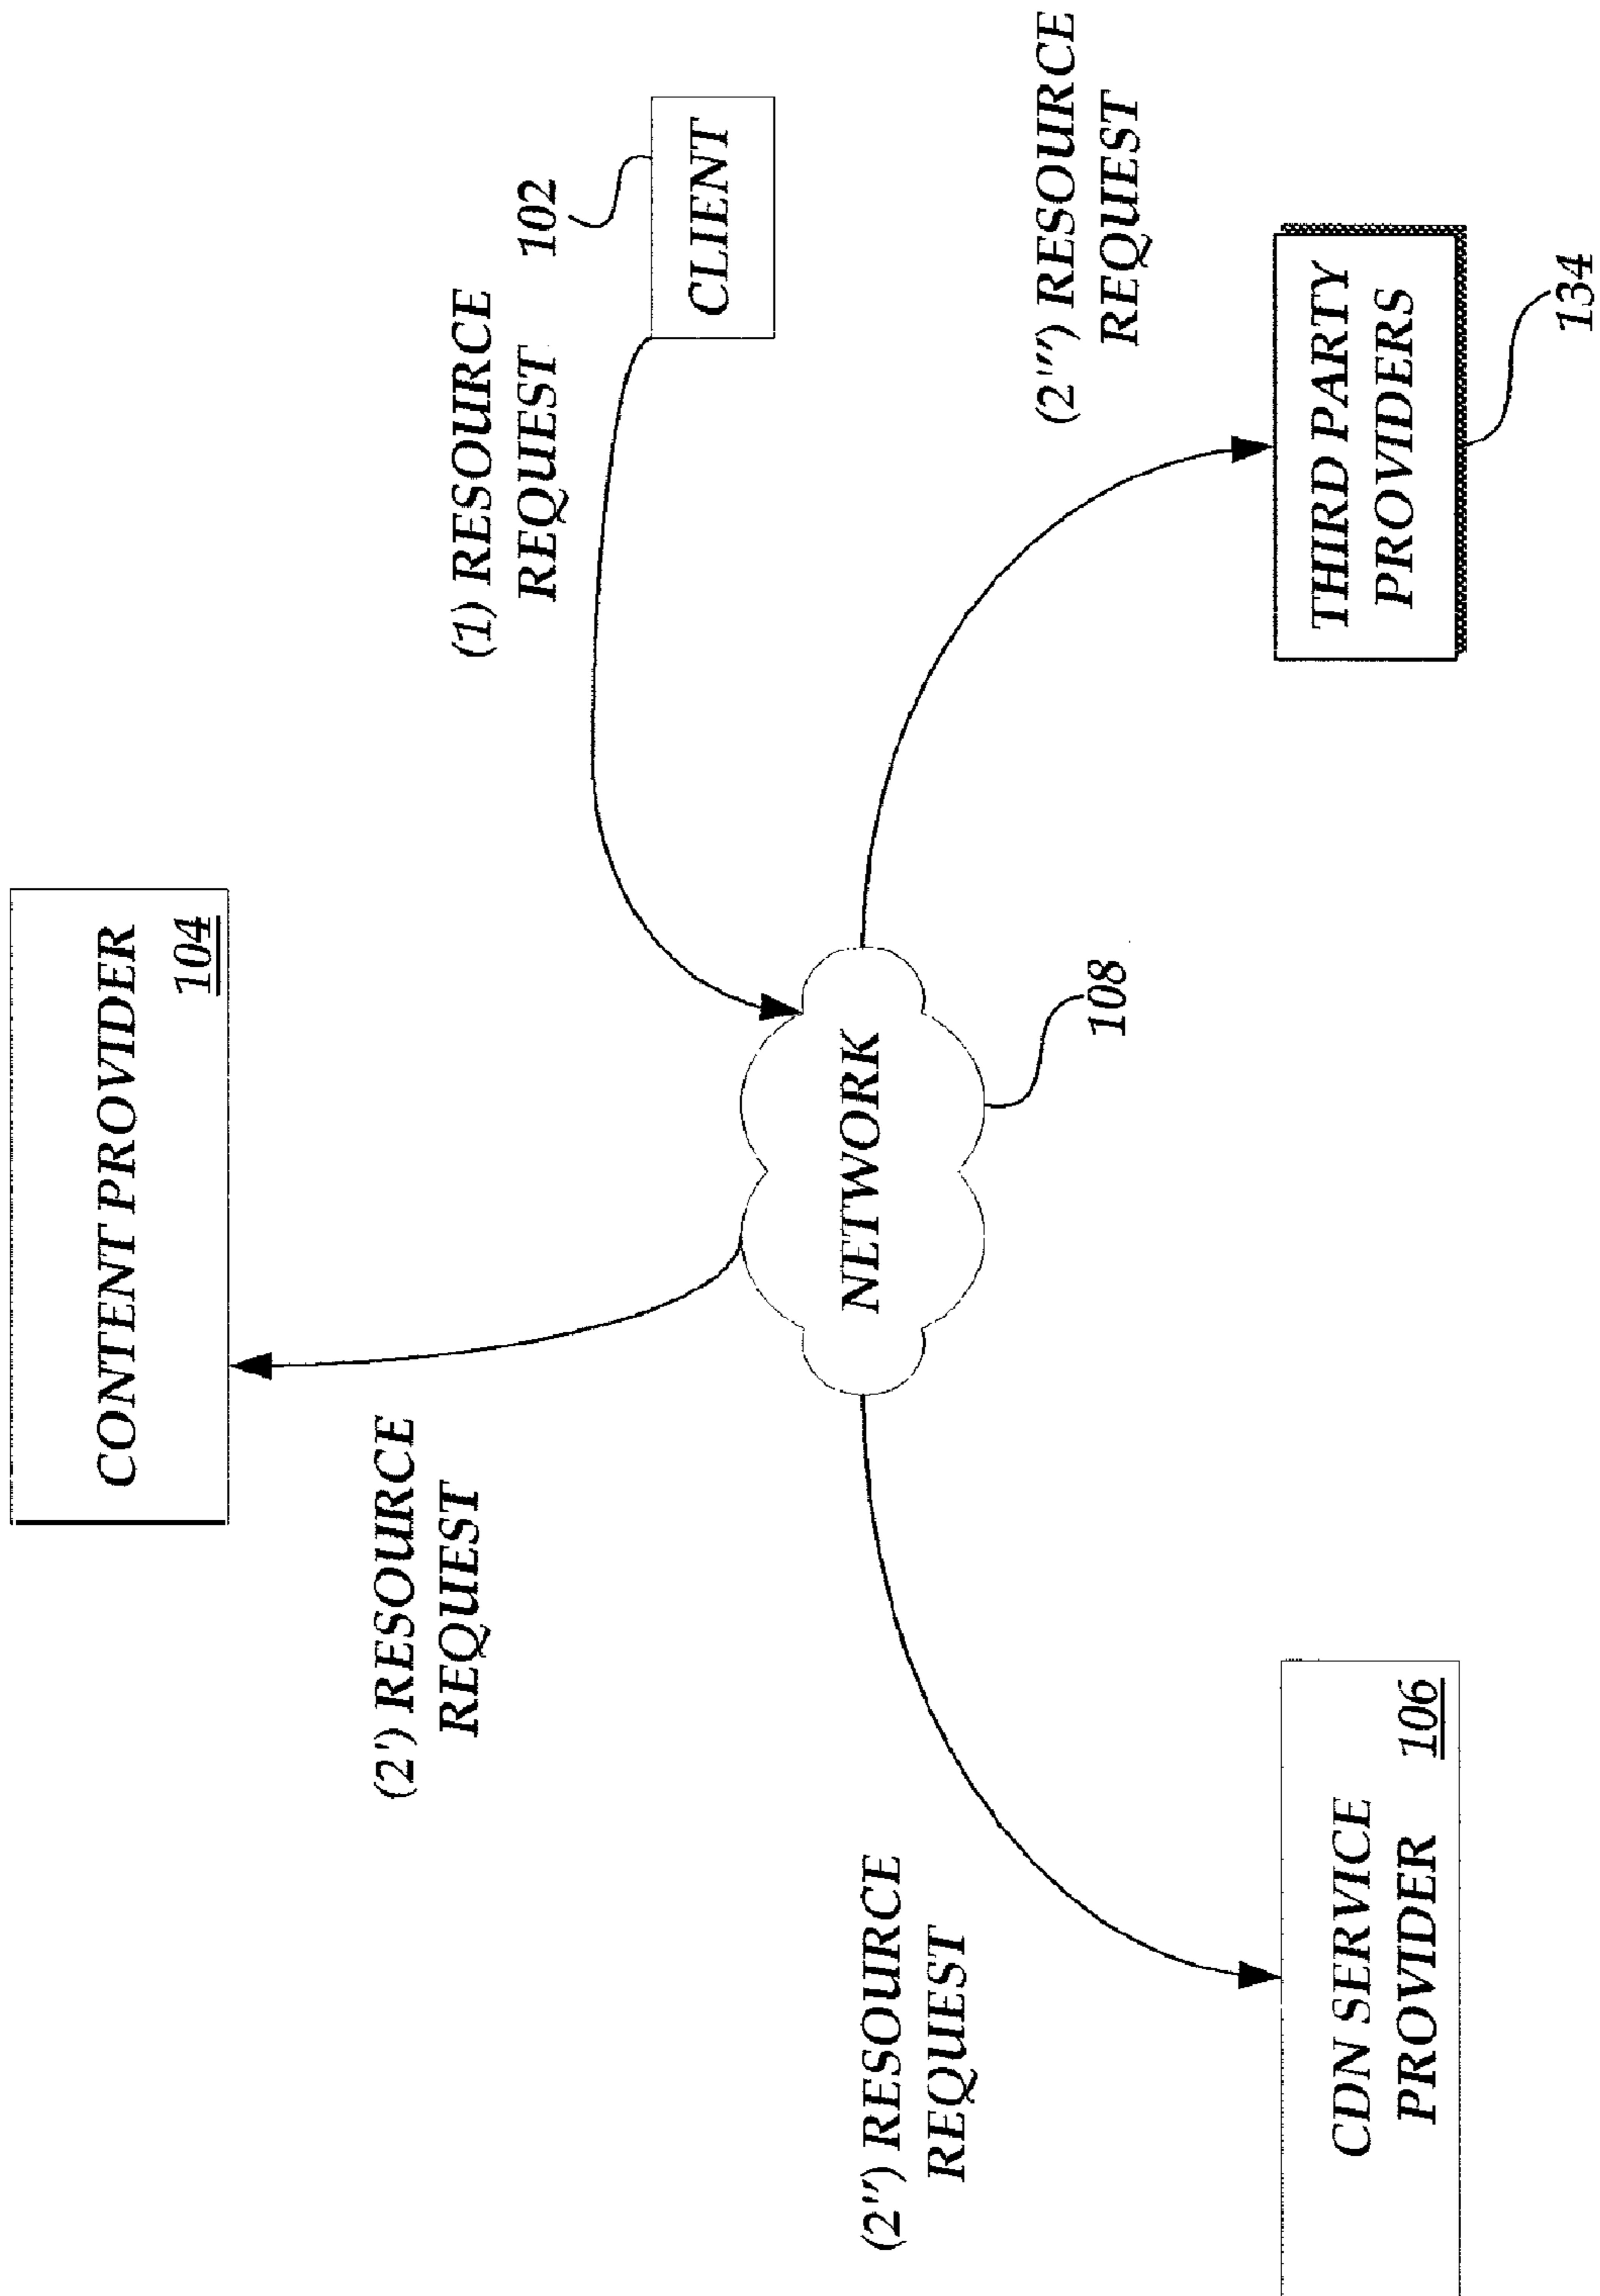 CONTENT PROVIDER
104
(2') RESOURCE
REQUEST
(1) RESOURCE
REQUEST
102
CLIENT
NETWORK
108
(2'') RESOURCE
REQUEST
(2''') RESOURCE
REQUEST
CDN SERVICE
PROVIDER
106
THIRD PARTY
PROVIDERS
134